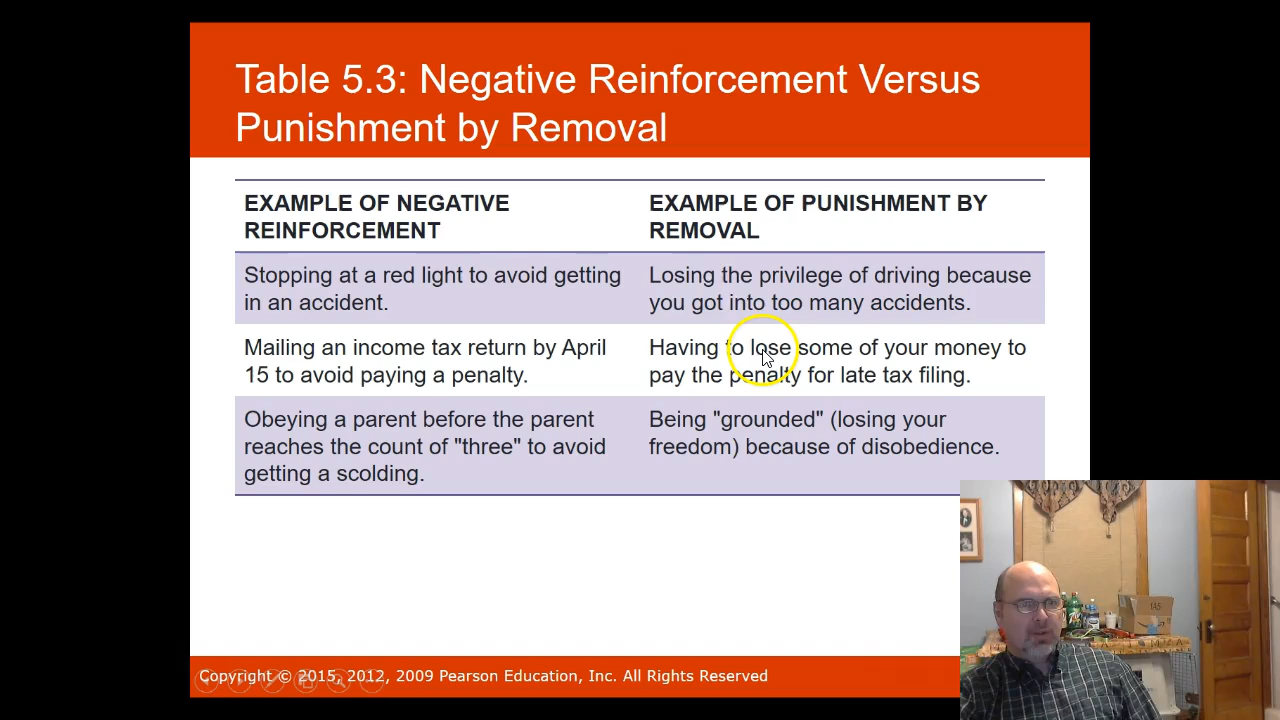 Table 5.3: Negative Reinforcement Versus
Punishment by Removal
EXAMPLE OF NEGATIVE
REINFORCEMENT
EXAMPLE OF PUNISHMENT BY
REMOVAL
Stopping at a red light to avoid getting
in an accident.
Losing the privilege of driving because
you got into too many accidents.
Mailing an income tax return by April
15 to avoid paying a penalty.
Having to lose some of your money to
pay the penalty for late tax filing.
Obeying a parent before the parent
reaches the count of "three" to avoid
getting a scolding.
Being "grounded" (losing your
freedom) because of disobedience.
Copyright © 2015, 2012, 2009 Pearson Education, Inc. All Rights Reserved